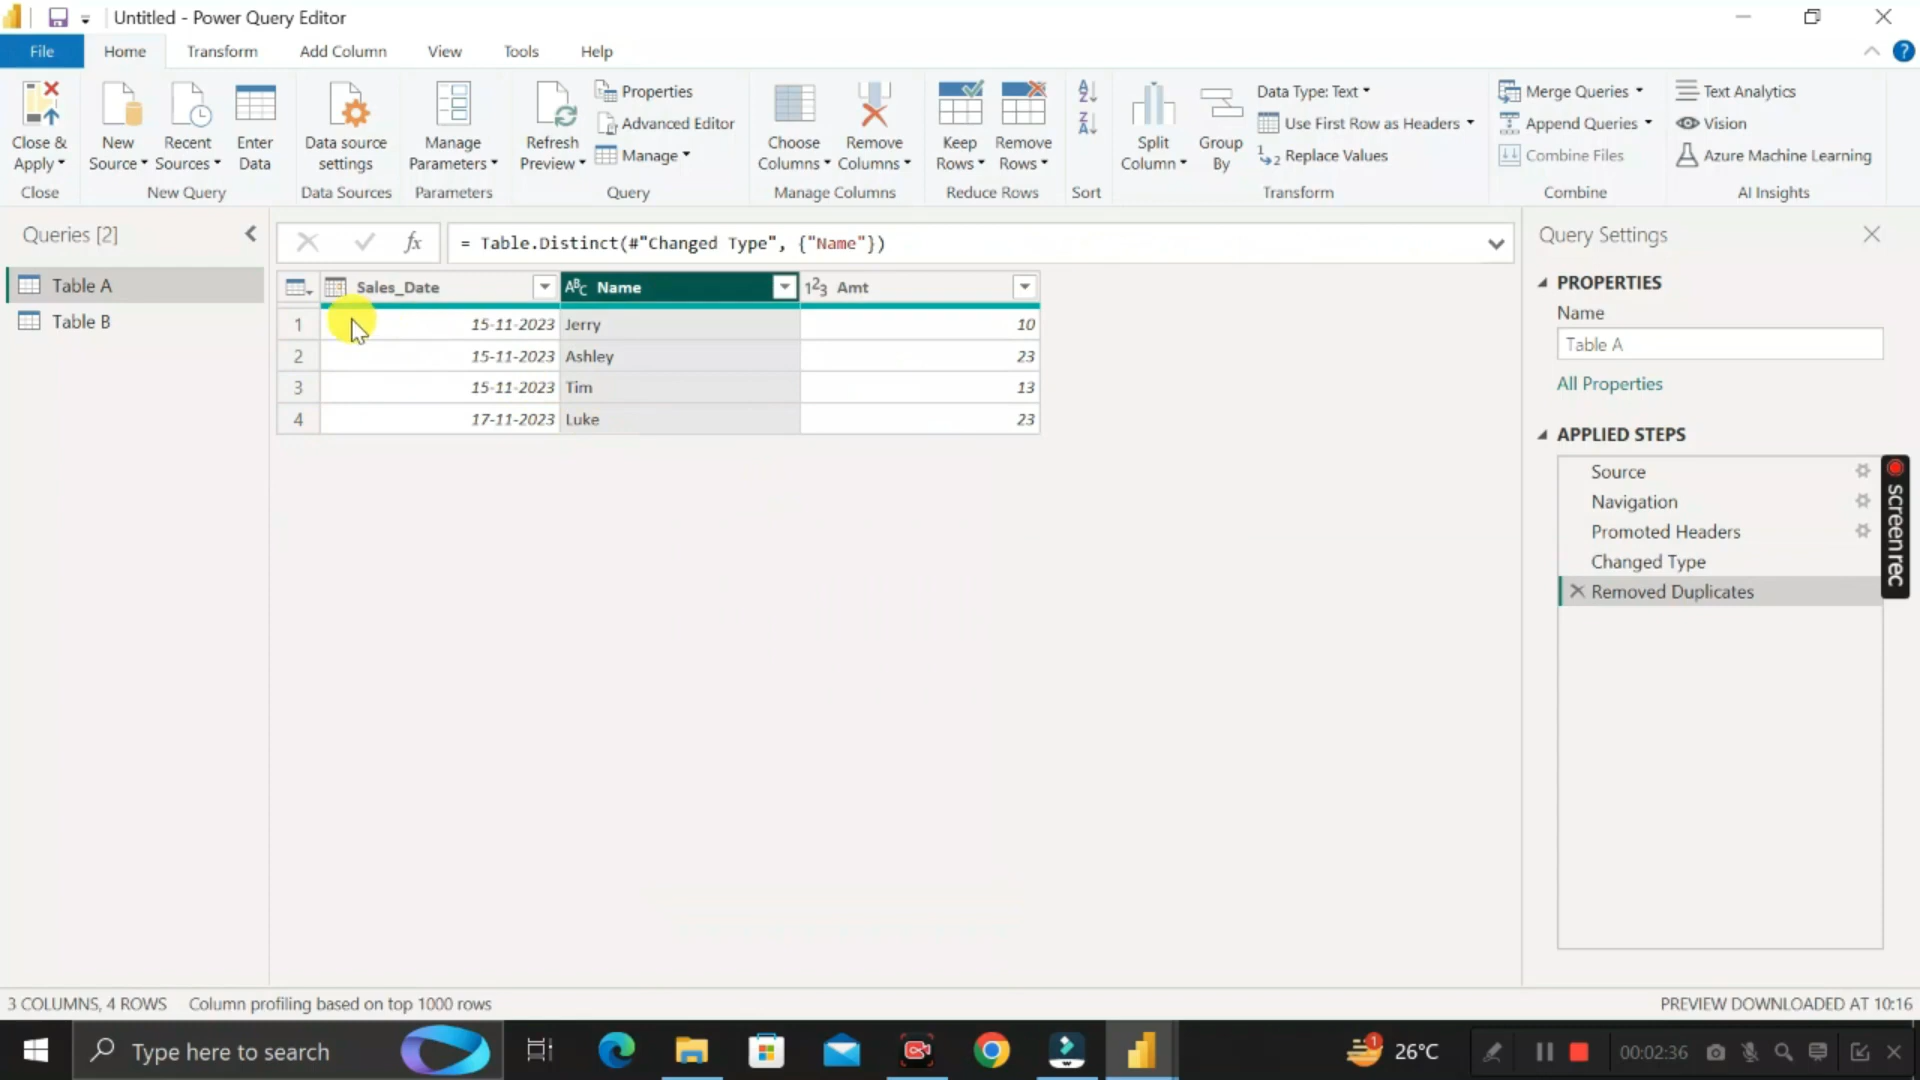 Untitled - Power Query Editor
File Home Transform Add Column View Tools Help
Close & Apply
Close
New Source
Recent Sources
Enter Data
New Query
Data source settings
Data Sources
Manage Parameters
Parameters
Refresh Preview
Properties
Advanced Editor
Manage
Query
Choose Columns
Remove Columns
Manage Columns
Keep Rows
Remove Rows
Reduce Rows
Sort
Split Column
Group By
Data Type: Text
Use First Row as Headers
Replace Values
Transform
Merge Queries
Append Queries
Combine Files
Combine
Text Analytics
Vision
Azure Machine Learning
AI Insights
Queries [2]
Table A
Table B
fx = Table.Distinct(#"Changed Type", {"Name"})
Sales_Date ABC Name 123 Amt
1 15-11-2023 Jerry 10
2 15-11-2023 Ashley 23
3 15-11-2023 Tim 13
4 17-11-2023 Luke 23
Query Settings
PROPERTIES
Name
Table A
All Properties
APPLIED STEPS
Source
Navigation
Promoted Headers
Changed Type
Removed Duplicates
screenrec
3 COLUMNS, 4 ROWS Column profiling based on top 1000 rows
PREVIEW DOWNLOADED AT 10:16
Type here to search
1
26°C
00:02:36